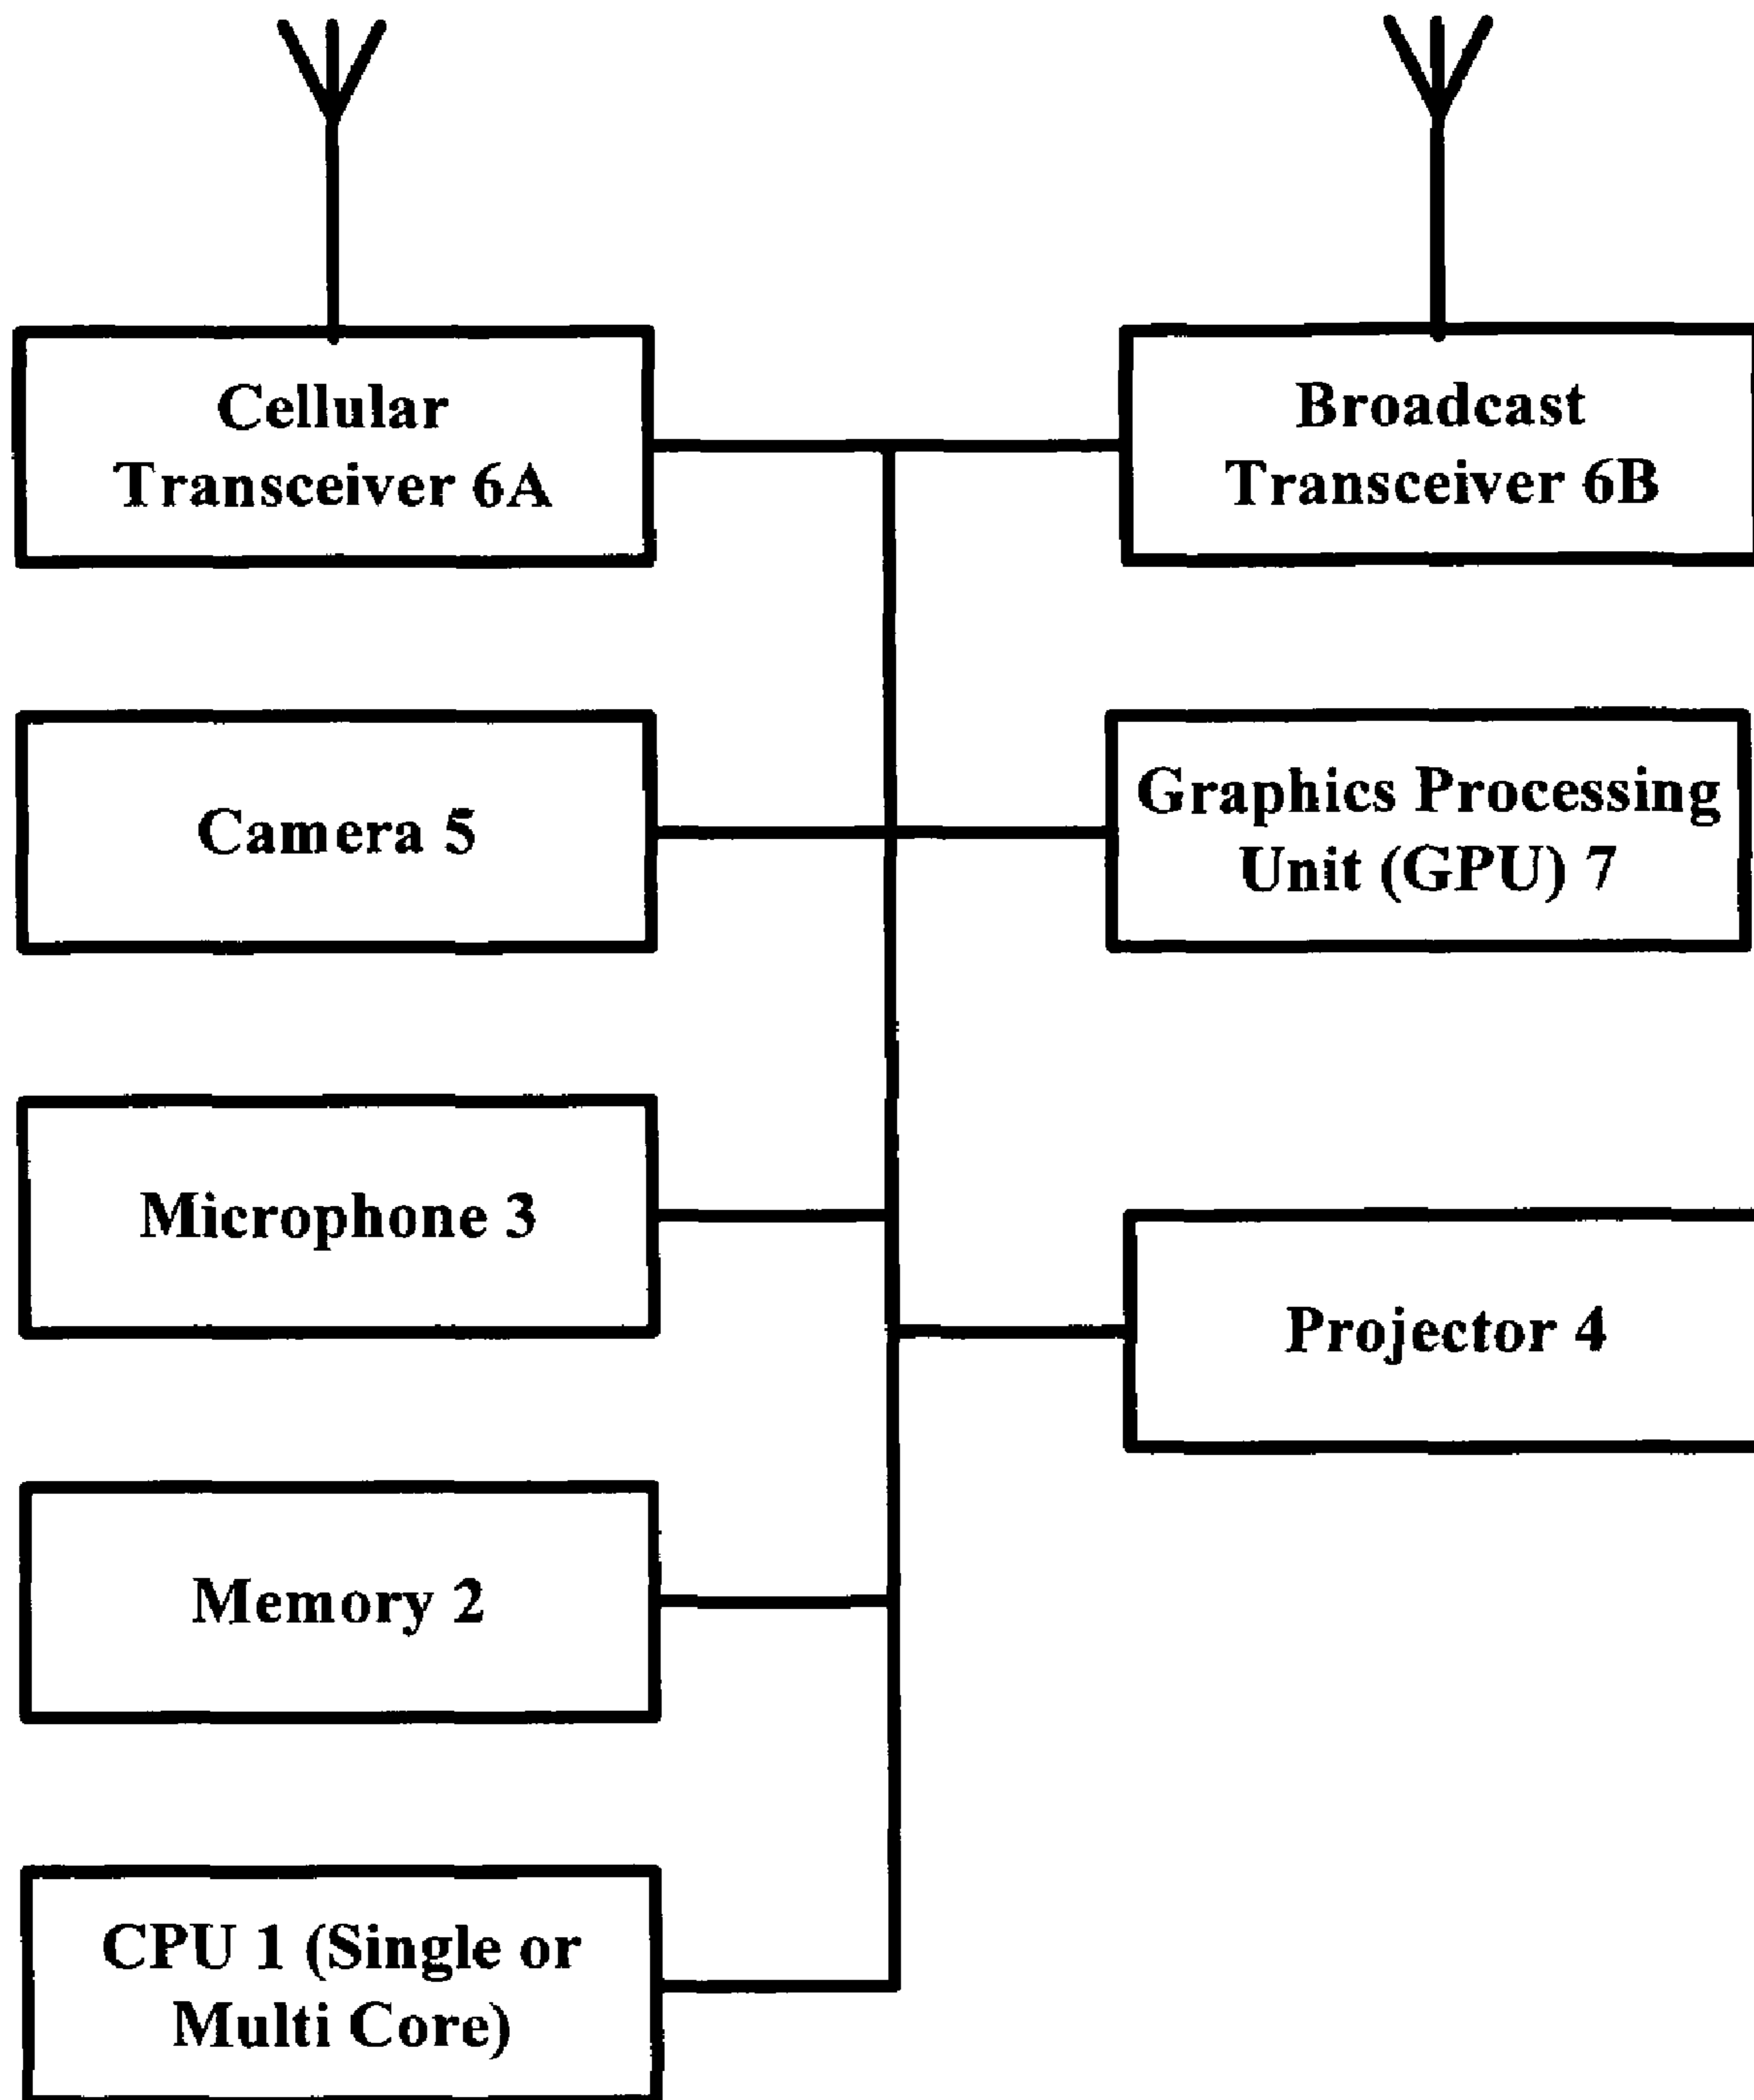 Cellular
Transceiver 6A
Broadcast
Transceiver 6B
Camera 5
Graphics Processing
Unit (GPU) 7
Microphone 3
Projector 4
Memory 2
CPU 1 (Single or
Multi Core)